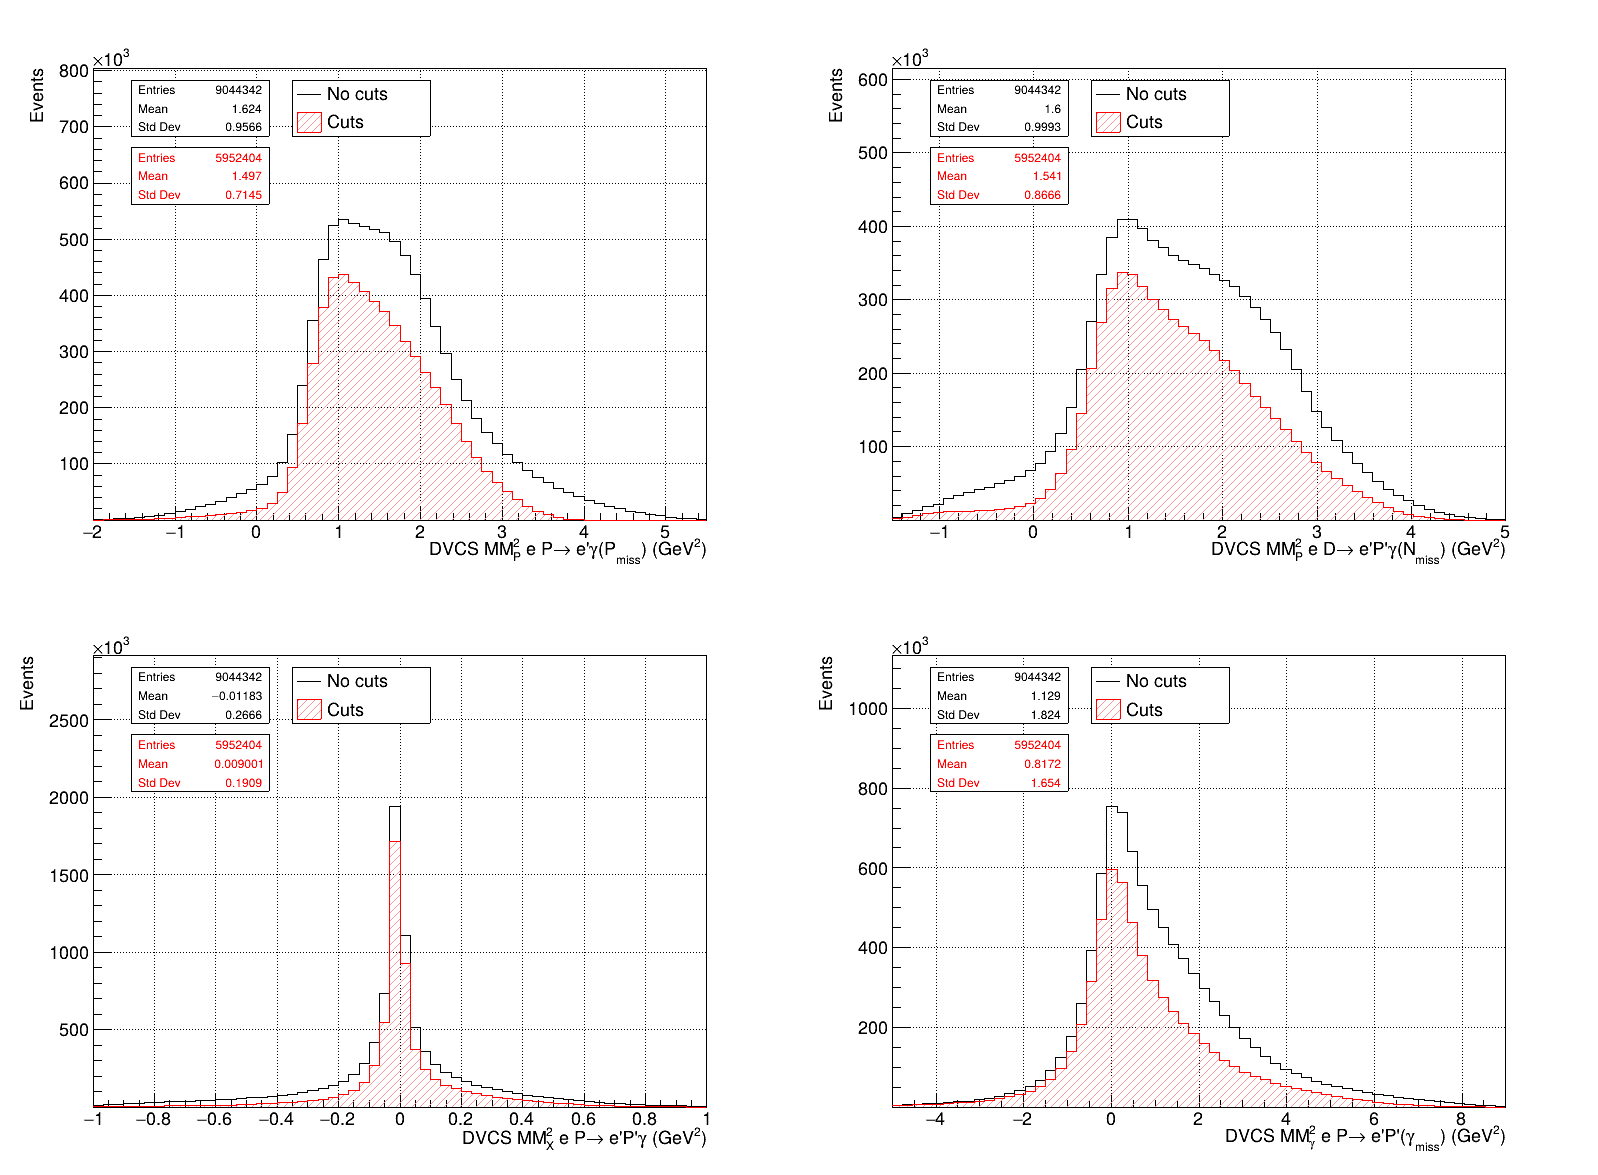 ×10³
Events
800
700
600
500
400
300
200
100
−2 −1 0 1 2 3 4 5
DVCS MM²_P e P→ e'γ(P_miss) (GeV²)
Entries 9044342
Mean 1.624
Std Dev 0.9566
Entries 5952404
Mean 1.497
Std Dev 0.7145
No cuts
Cuts
×10³
Events
600
500
400
300
200
100
−1 0 1 2 3 4 5
DVCS MM²_P e D→ e'P'γ(N_miss) (GeV²)
Entries 9044342
Mean 1.6
Std Dev 0.9993
Entries 5952404
Mean 1.541
Std Dev 0.8666
No cuts
Cuts
×10³
Events
2500
2000
1500
1000
500
−1 −0.8 −0.6 −0.4 −0.2 0 0.2 0.4 0.6 0.8 1
DVCS MM²_X e P→ e'P'γ (GeV²)
Entries 9044342
Mean −0.01183
Std Dev 0.2666
Entries 5952404
Mean 0.009001
Std Dev 0.1909
No cuts
Cuts
×10³
Events
1000
800
600
400
200
−4 −2 0 2 4 6 8
DVCS MM²_γ e P→ e'P'(γ_miss) (GeV²)
Entries 9044342
Mean 1.129
Std Dev 1.824
Entries 5952404
Mean 0.8172
Std Dev 1.654
No cuts
Cuts